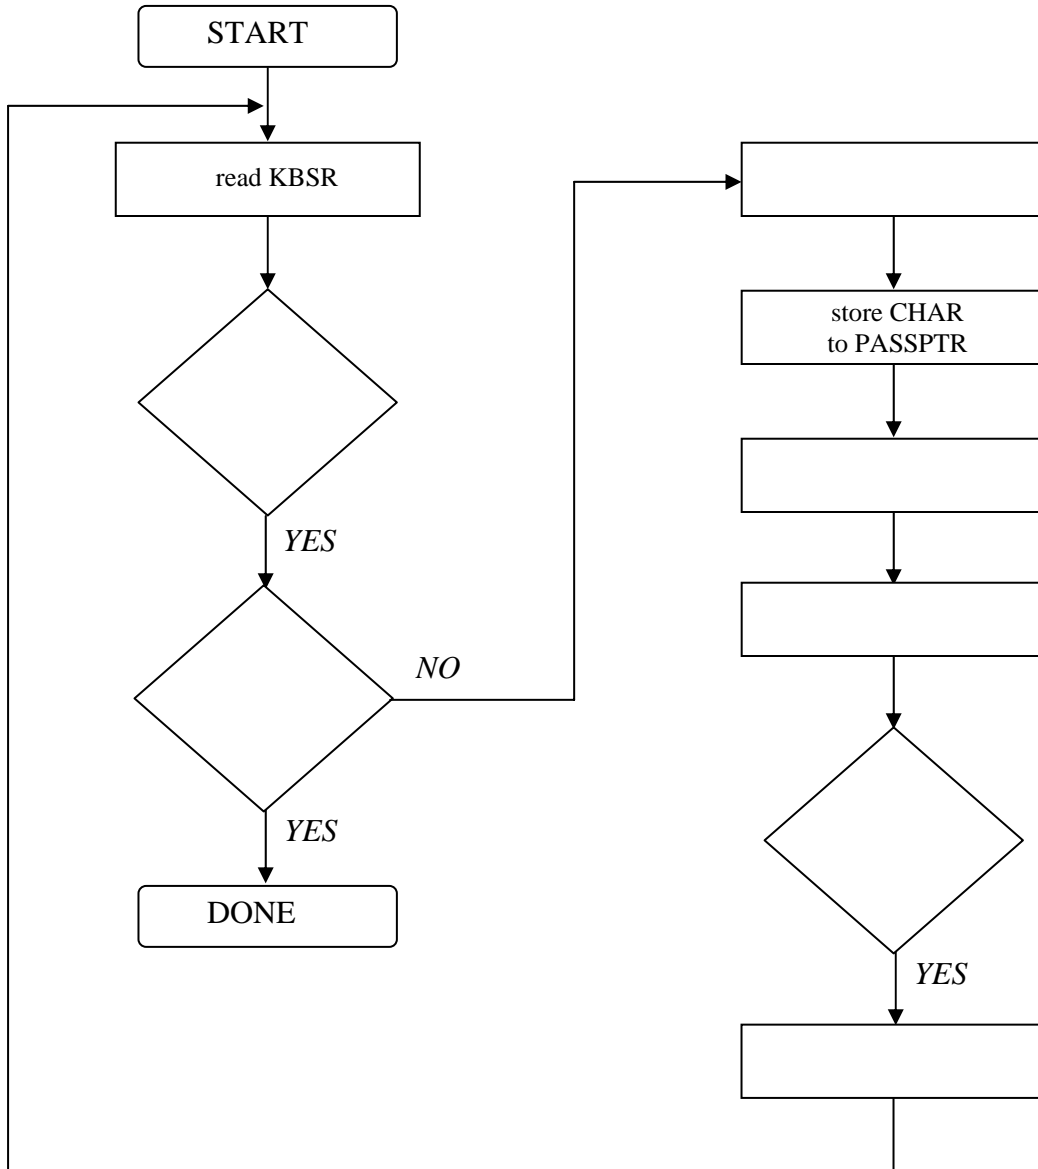 START
read KBSR
YES
NO
YES
DONE
store CHAR
to PASSPTR
YES